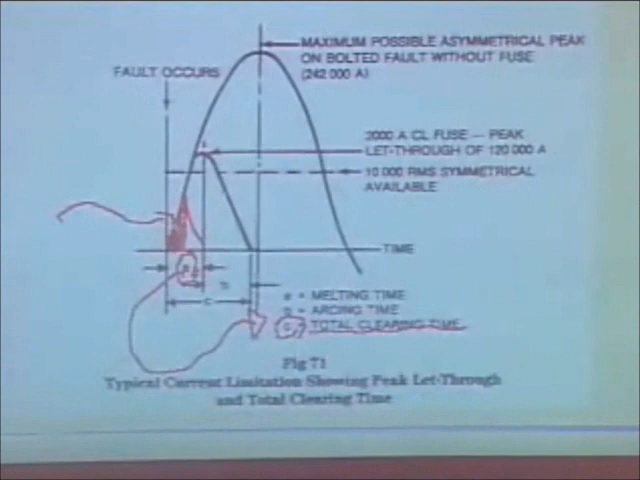 MAXIMUM POSSIBLE ASYMMETRICAL PEAK
ON BOLTED FAULT WITHOUT FUSE
(242 000 A)
FAULT OCCURS
2000 A CL FUSE — PEAK
LET-THROUGH OF 120 000 A
10 000 RMS SYMMETRICAL
AVAILABLE
TIME
a
b
c
a = MELTING TIME
b = ARCING TIME
c = TOTAL CLEARING TIME
Fig 71
Typical Current Limitation Showing Peak Let-Through
and Total Clearing Time